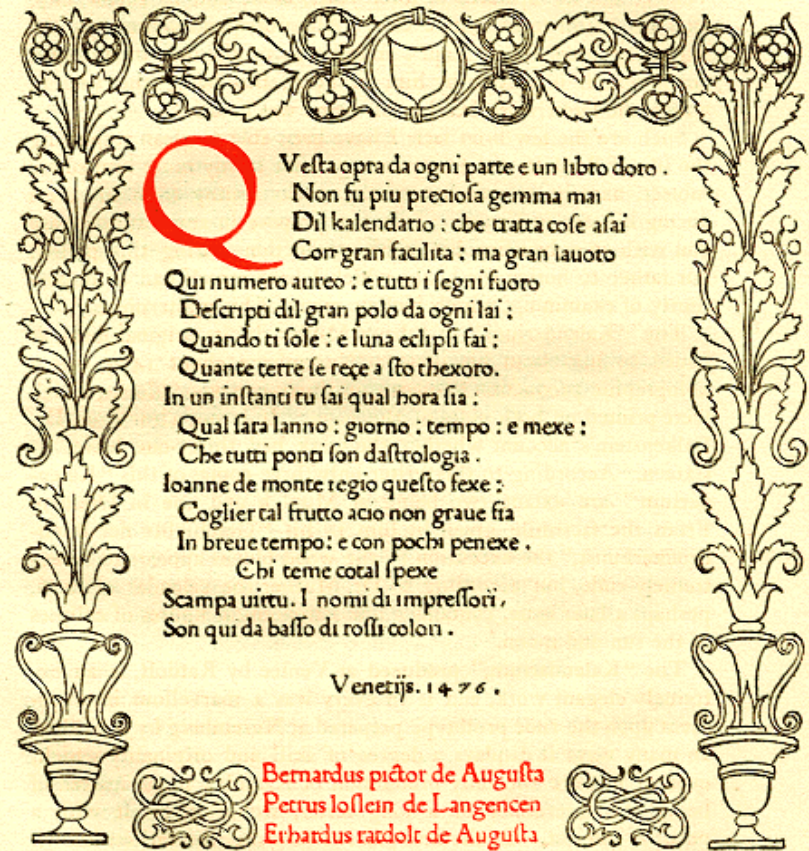 QVeſta opra da ogni parte e un libro doro.
Non fu piu precioſa gemma mai
Dil kalendario: che tratta coſe aſai
Con gran facilita: ma gran lauoro
Qui numero aureo: e tutti i ſegni fuoro
Deſcripti dil gran polo da ogni lai:
Quando ti ſole: e luna eclipſi fai:
Quante terre ſe reçe a ſto thexoro.
In un inſtanti tu ſai qual hora ſia:
Qual ſara lanno: giorno: tempo: e mexe:
Che tutti ponti ſon daſtrologia.
Ioanne de monte regio queſto fexe:
Coglier tal frutto acio non graue ſia
In breue tempo: e con pochi penexe.
Chi teme cotal ſpexe
Scampa uirtu. I nomi di impreſſori,
Son qui da baſſo di roſſi colori.
Venetijs. 1476.
Bernardus pictor de Auguſta
Petrus loſlein de Langencen
Erhardus ratdolt de Auguſta